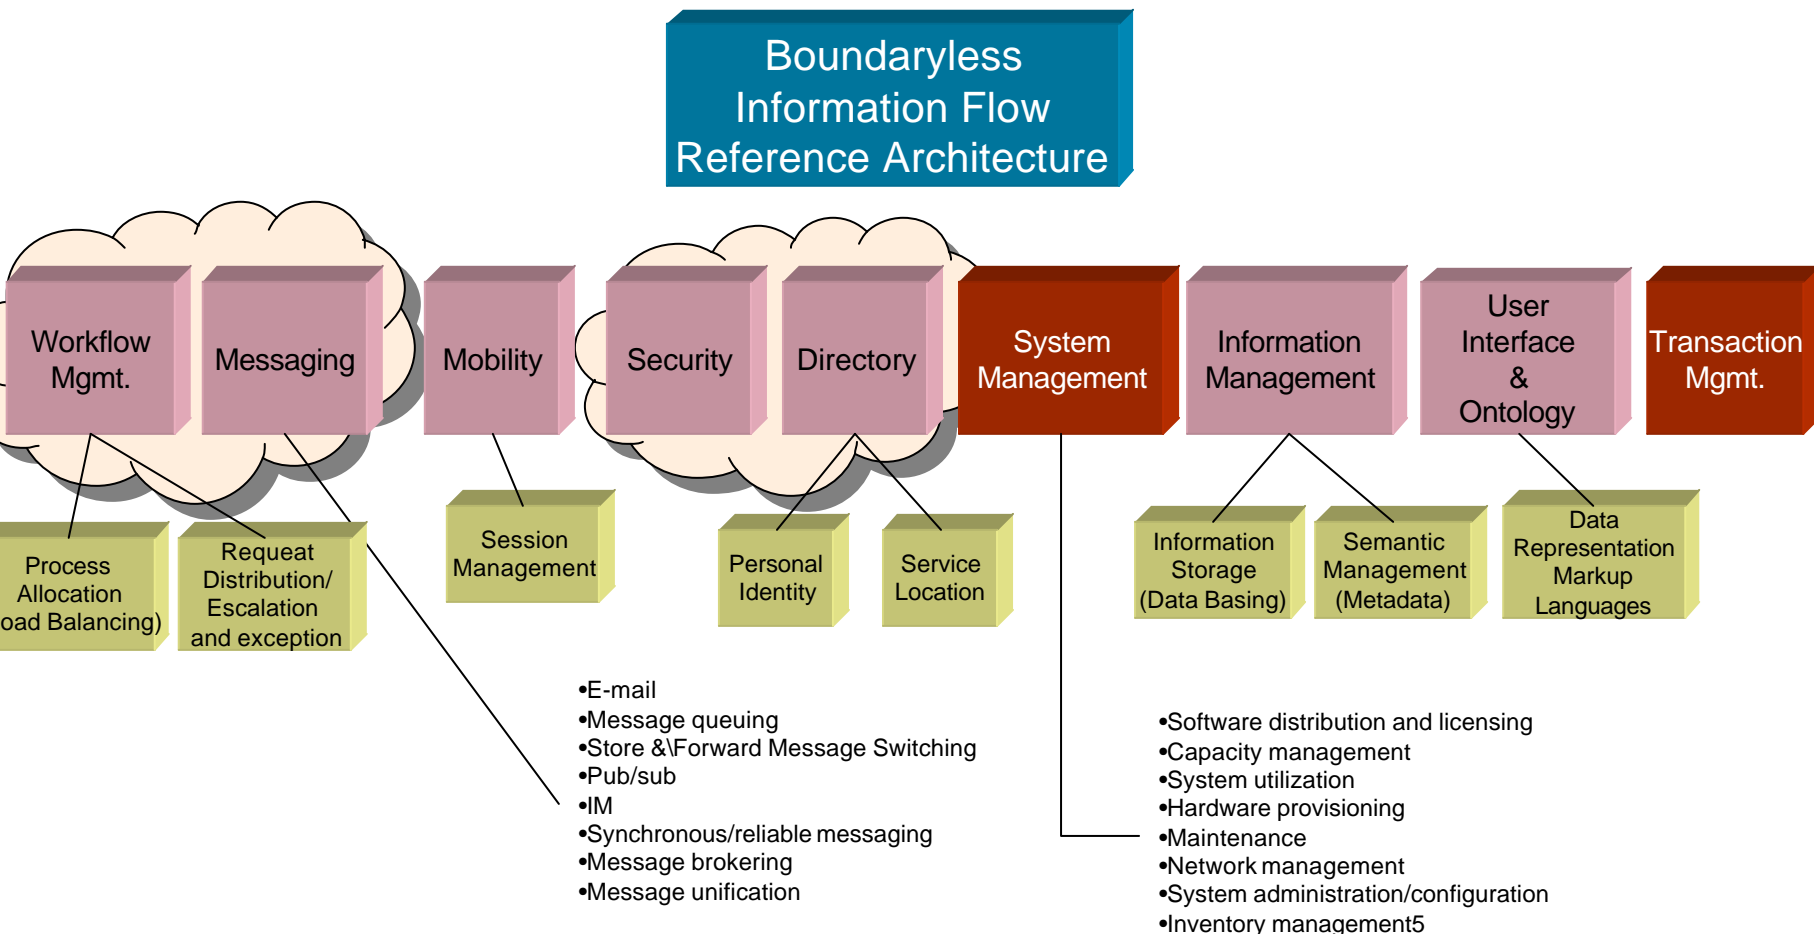 Boundaryless
Information Flow
Reference Architecture
Workflow
Mgmt.
Messaging
Mobility
Security
Directory
System
Management
Information
Management
User
Interface
&
Ontology
Transaction
Mgmt.
Process
Allocation
oad Balancing)
Requeat
Distribution/
Escalation
and exception
Session
Management
Personal
Identity
Service
Location
Information
Storage
(Data Basing)
Semantic
Management
(Metadata)
Data
Representation
Markup
Languages
•E-mail
•Message queuing
•Store &\Forward Message Switching
•Pub/sub
•IM
•Synchronous/reliable messaging
•Message brokering
•Message unification
•Software distribution and licensing
•Capacity management
•System utilization
•Hardware provisioning
•Maintenance
•Network management
•System administration/configuration
•Inventory management5